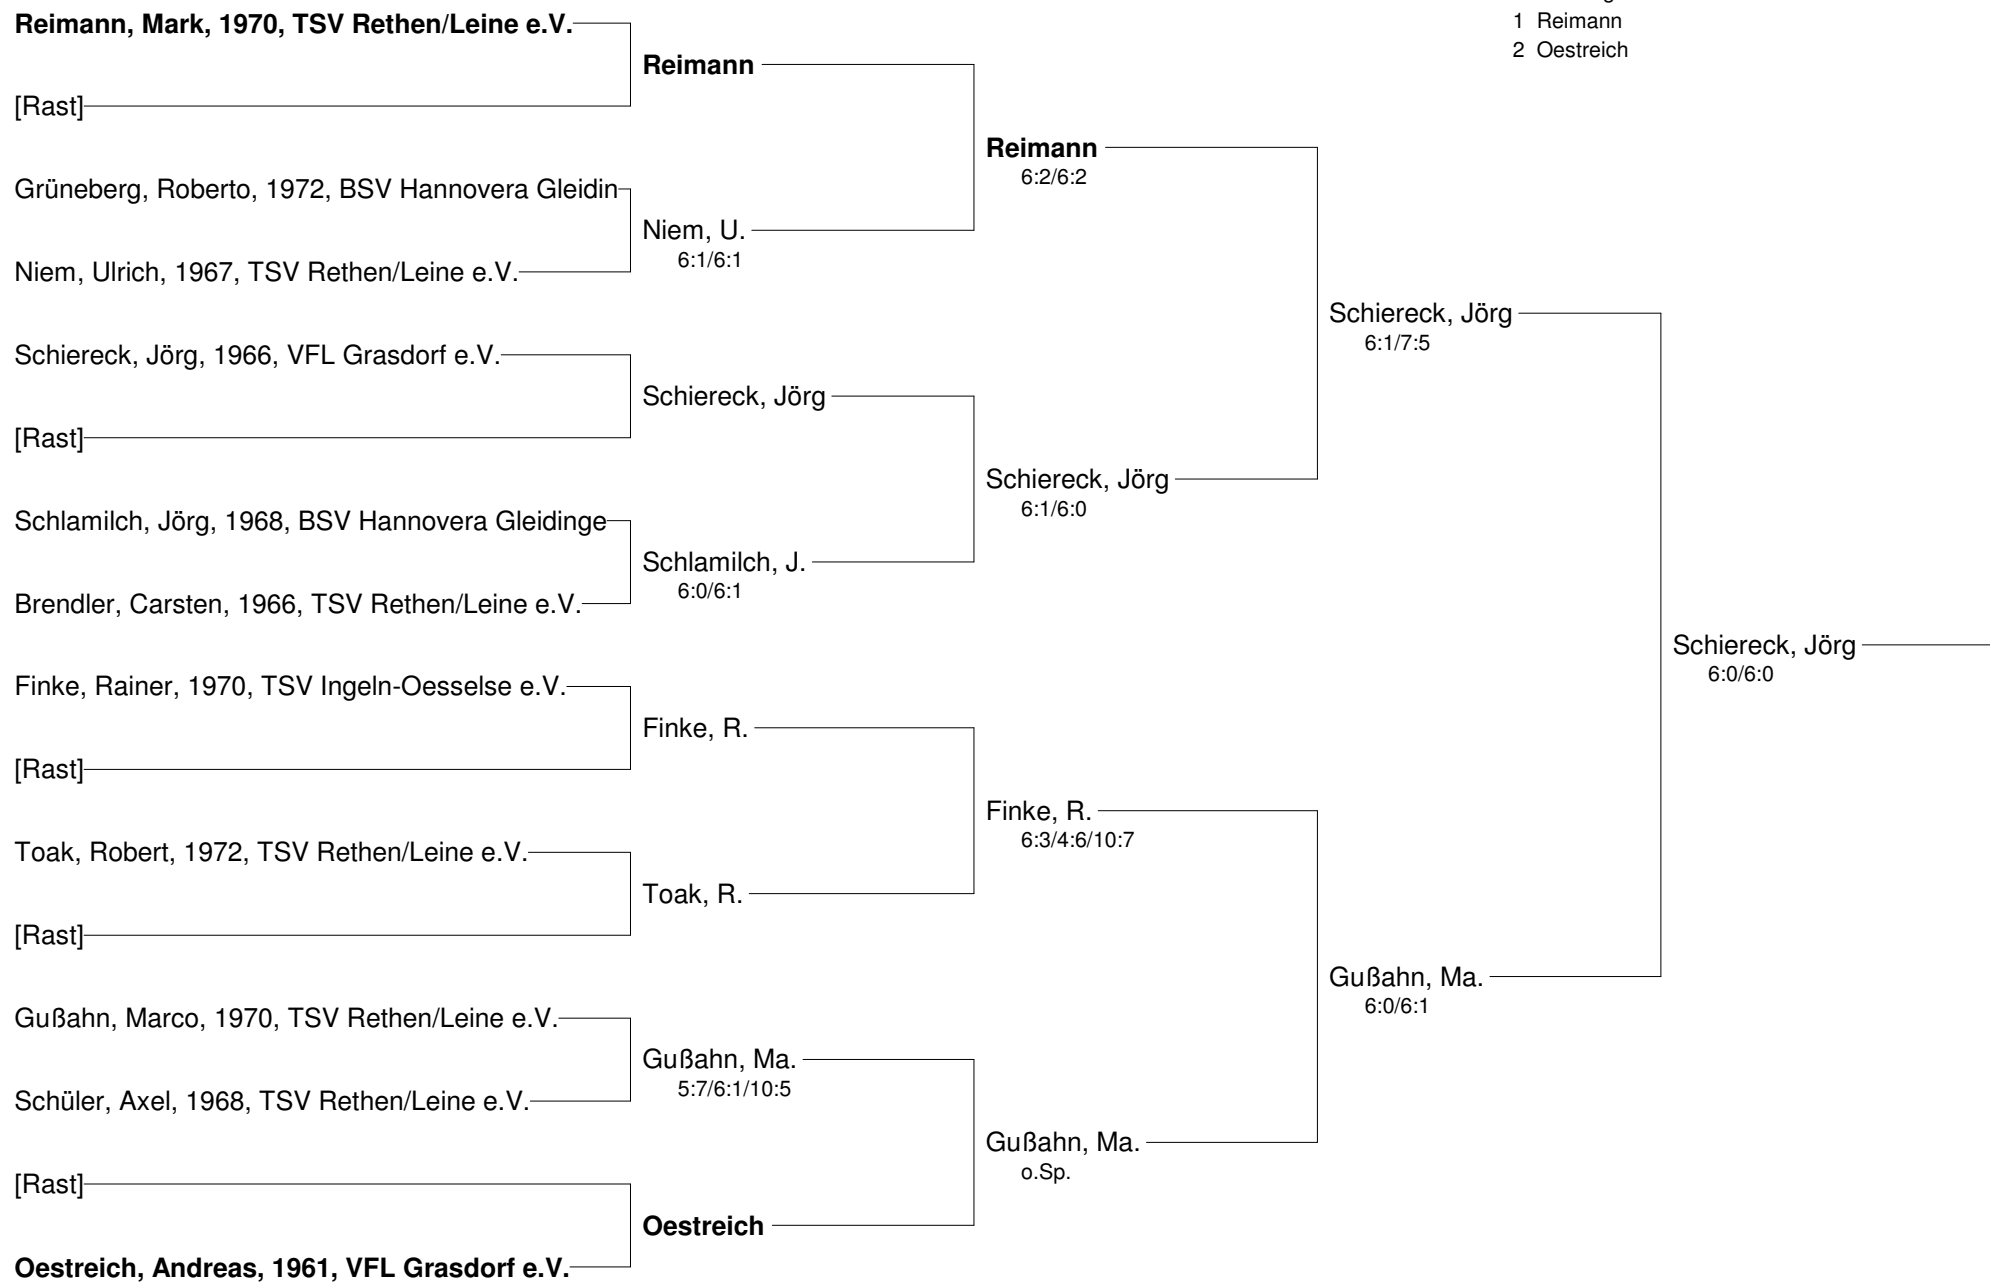 1 Reimann
2 Oestreich
Reimann, Mark, 1970, TSV Rethen/Leine e.V.
[Rast]
Grüneberg, Roberto, 1972, BSV Hannovera Gleidin
Niem, Ulrich, 1967, TSV Rethen/Leine e.V.
Schiereck, Jörg, 1966, VFL Grasdorf e.V.
[Rast]
Schlamilch, Jörg, 1968, BSV Hannovera Gleidinge
Brendler, Carsten, 1966, TSV Rethen/Leine e.V.
Finke, Rainer, 1970, TSV Ingeln-Oesselse e.V.
[Rast]
Toak, Robert, 1972, TSV Rethen/Leine e.V.
[Rast]
Gußahn, Marco, 1970, TSV Rethen/Leine e.V.
Schüler, Axel, 1968, TSV Rethen/Leine e.V.
[Rast]
Oestreich, Andreas, 1961, VFL Grasdorf e.V.
Reimann
Niem, U.
6:1/6:1
Schiereck, Jörg
Schlamilch, J.
6:0/6:1
Finke, R.
Toak, R.
Gußahn, Ma.
5:7/6:1/10:5
Oestreich
Reimann
6:2/6:2
Schiereck, Jörg
6:1/6:0
Finke, R.
6:3/4:6/10:7
Gußahn, Ma.
o.Sp.
Schiereck, Jörg
6:1/7:5
Gußahn, Ma.
6:0/6:1
Schiereck, Jörg
6:0/6:0